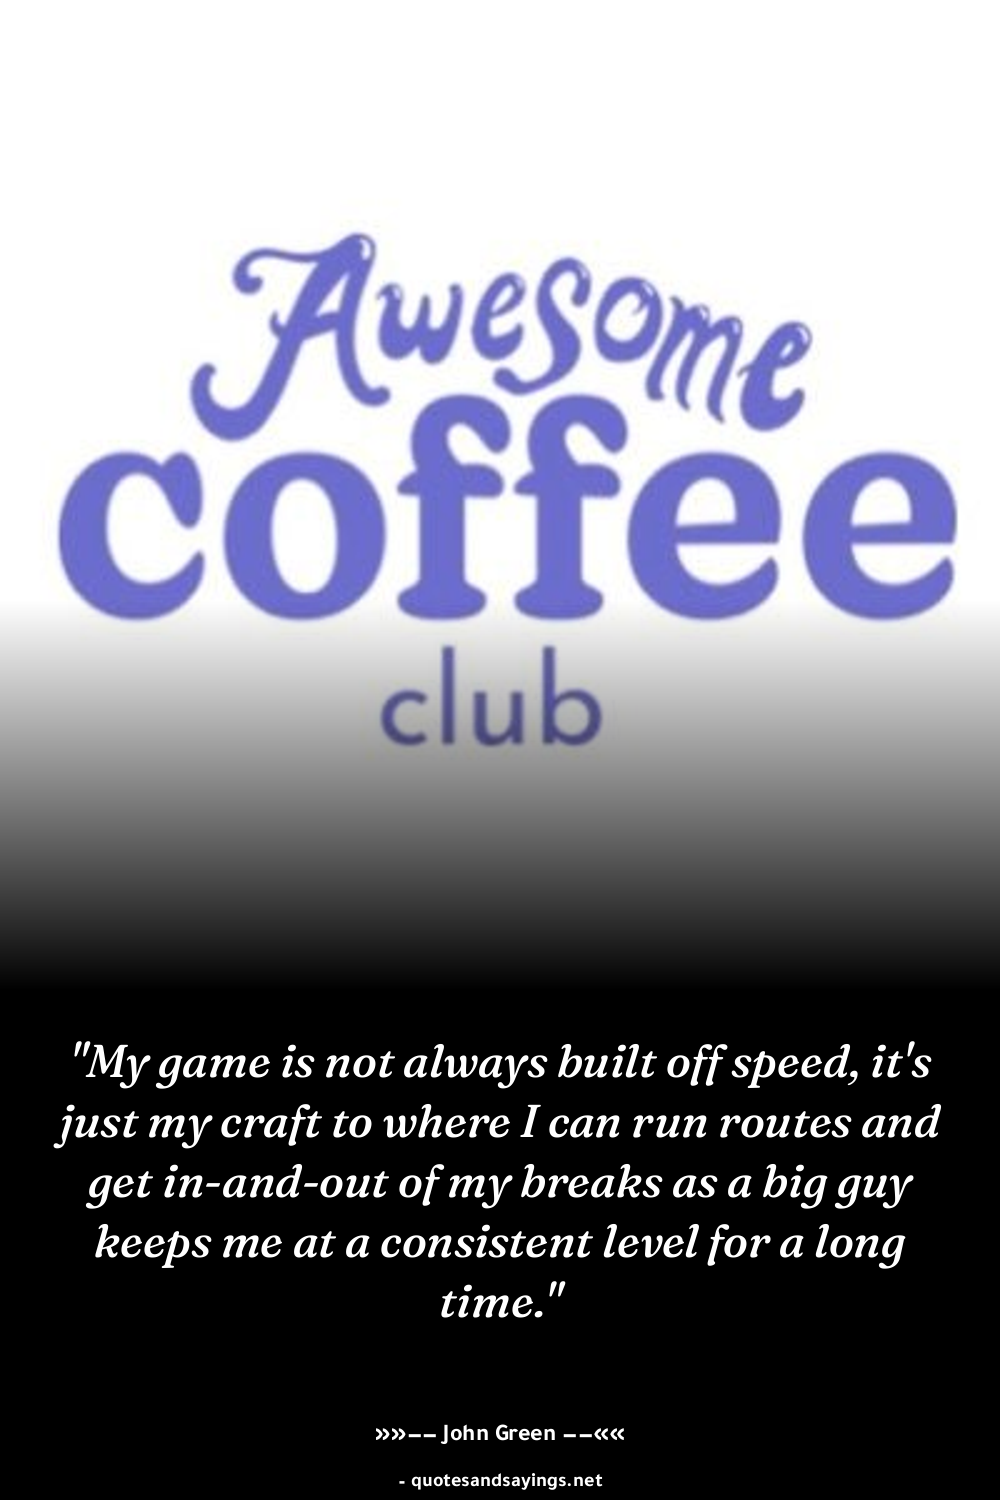 Awesome
coffee
club
"My game is not always built off speed, it's
just my craft to where I can run routes and
get in-and-out of my breaks as a big guy
keeps me at a consistent level for a long
time."
»»–– John Green ––««
- quotesandsayings.net